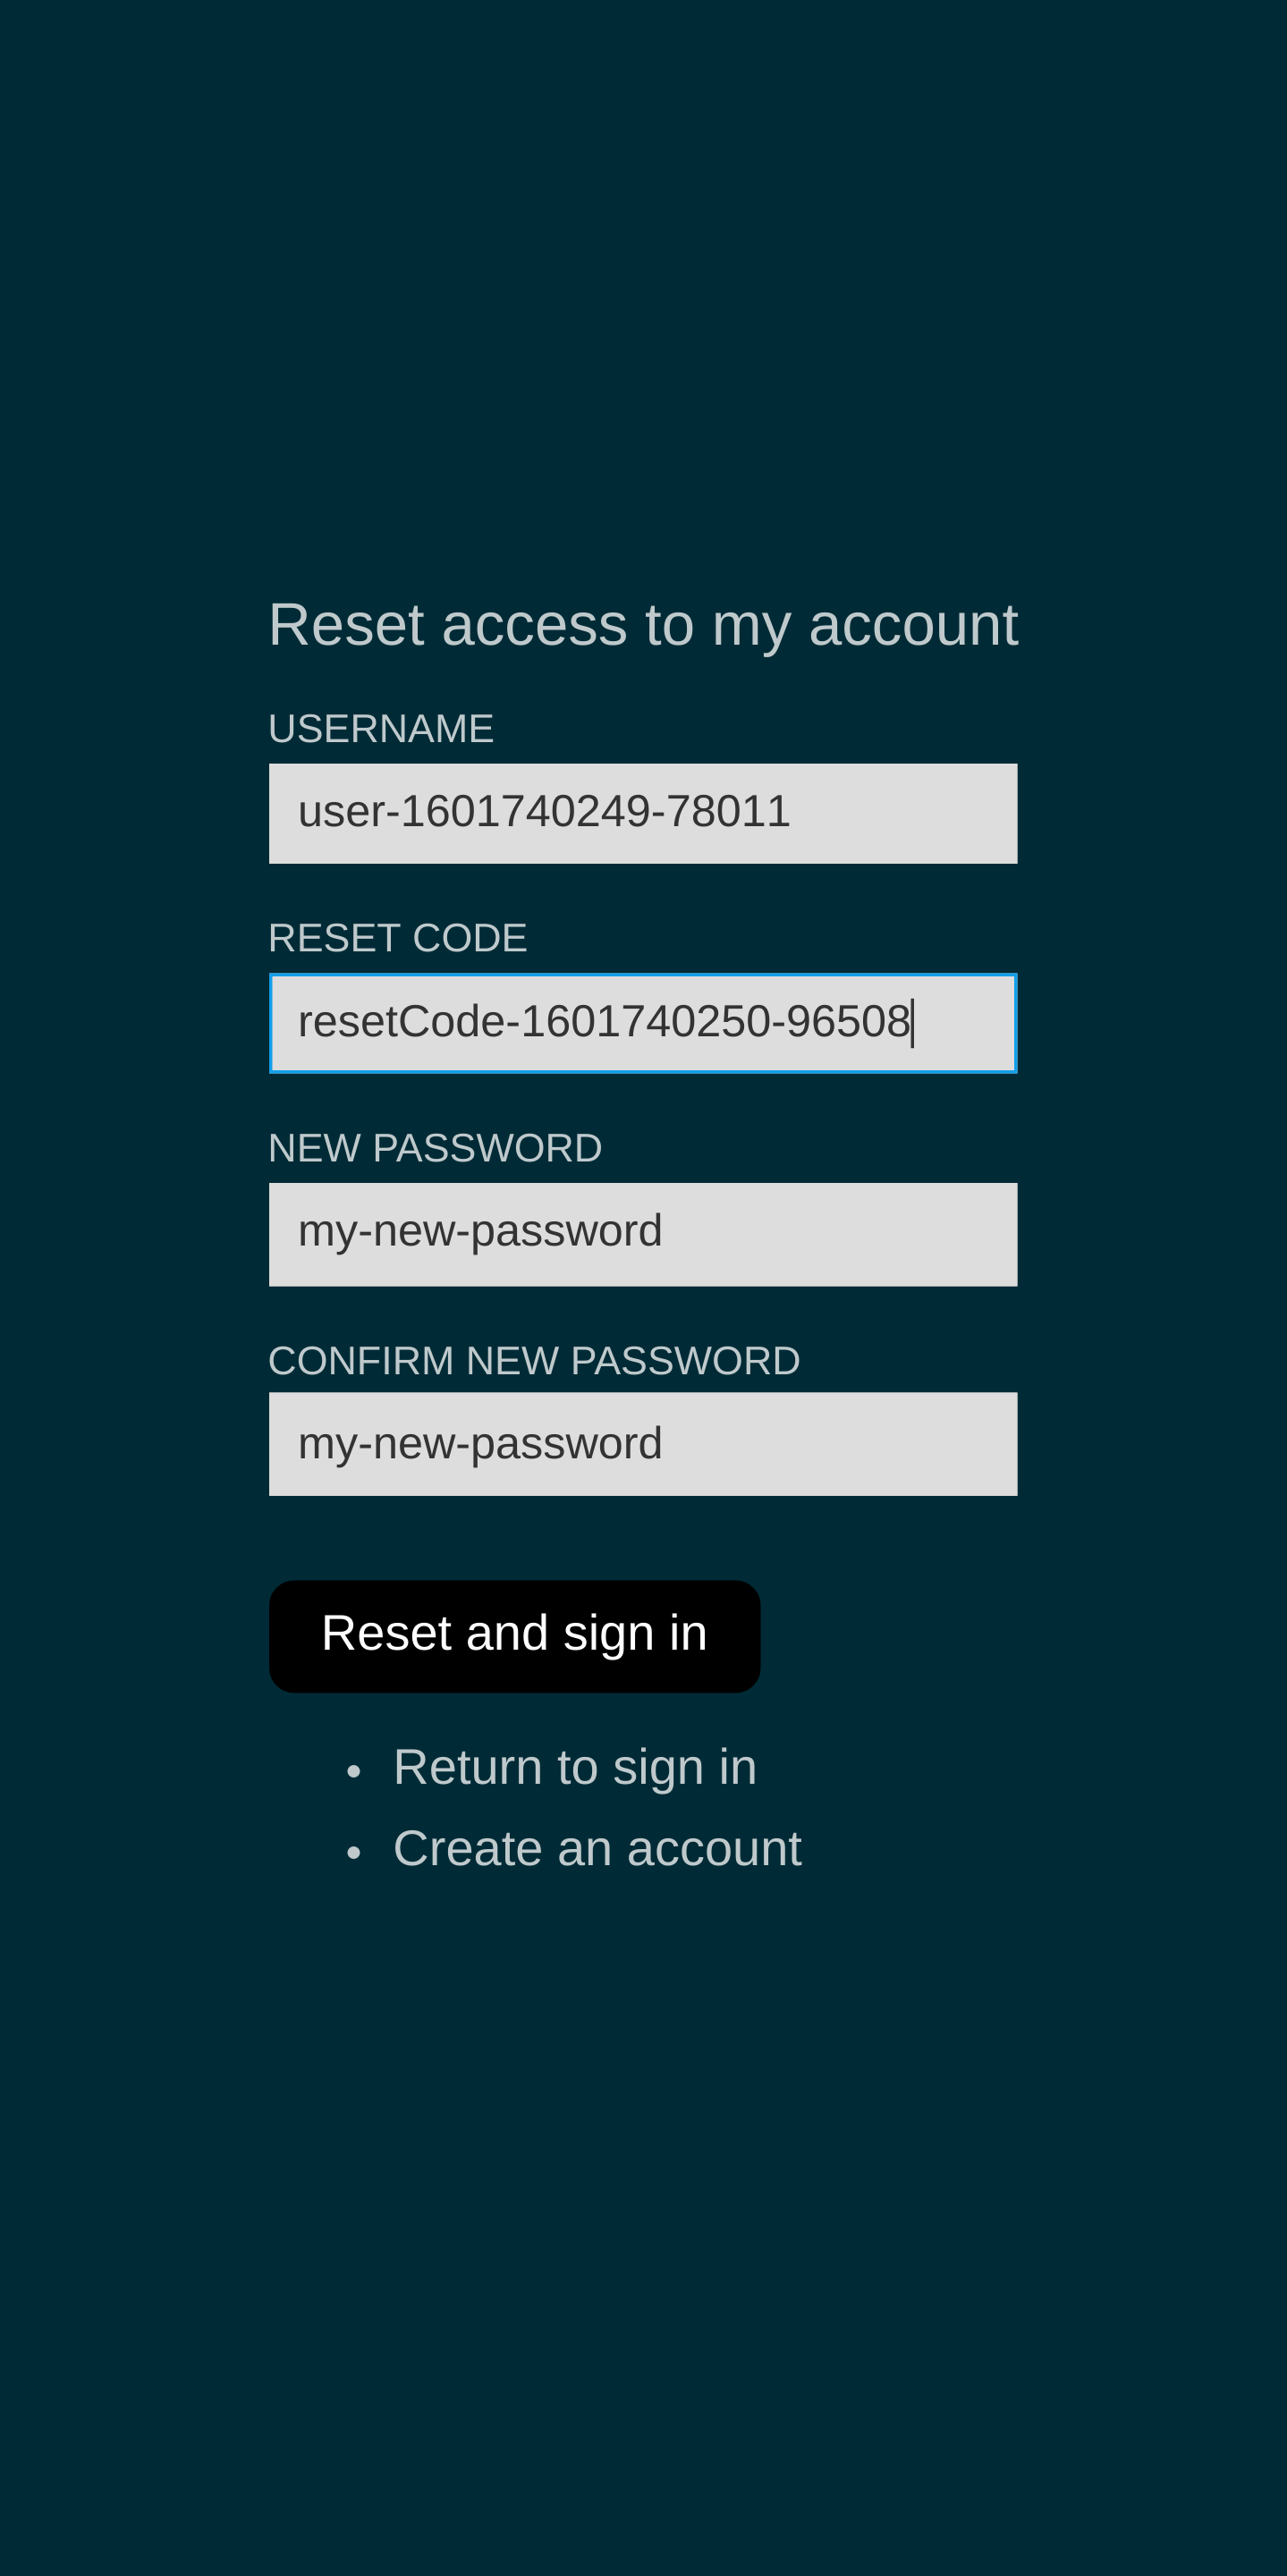 Reset access to my account
USERNAME
user-1601740249-78011
RESET CODE
resetCode-1601740250-96508
NEW PASSWORD
my-new-password
CONFIRM NEW PASSWORD
my-new-password
Reset and sign in
• Return to sign in
• Create an account